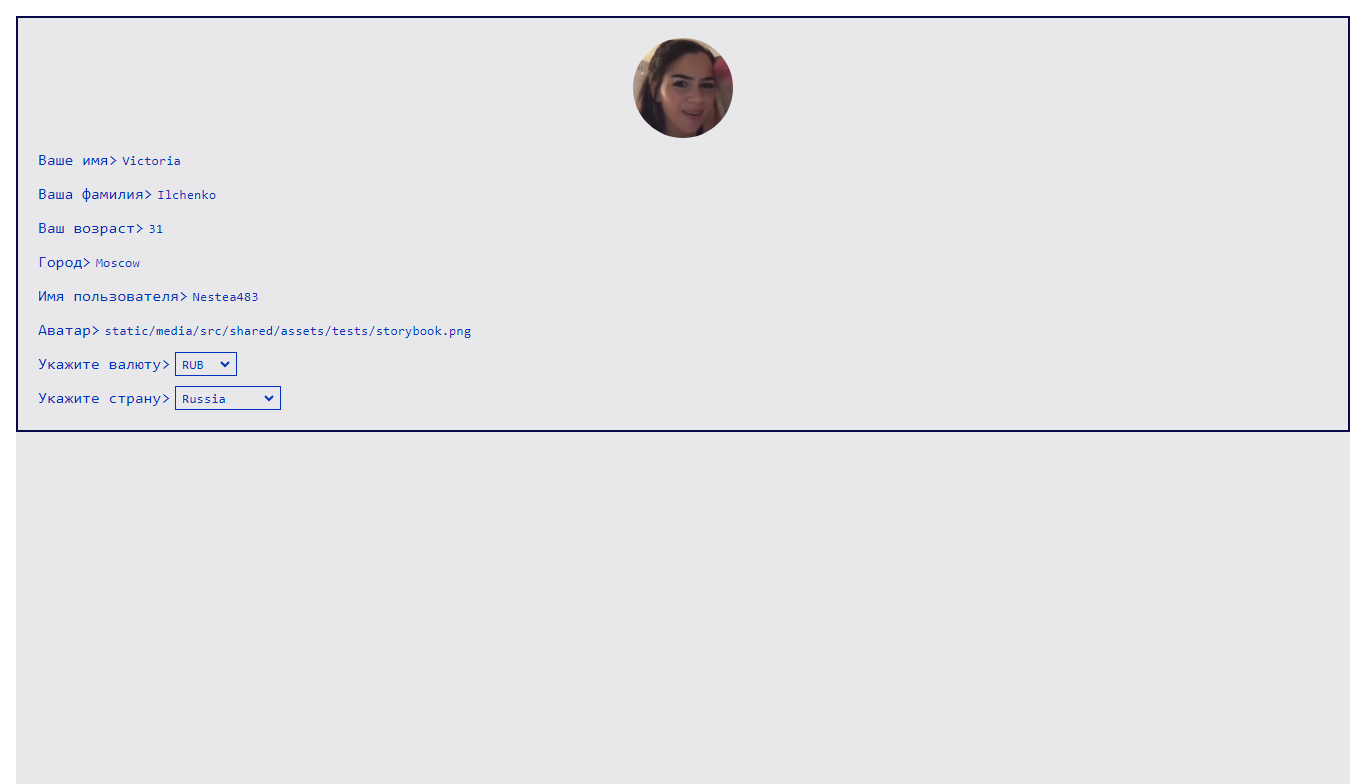 Ваше имя> Victoria
Ваша фамилия> Ilchenko
Ваш возраст> 31
Город> Moscow
Имя пользователя> Nestea483
Аватар> static/media/src/shared/assets/tests/storybook.png
Укажите валюту> RUB
Укажите страну> Russia